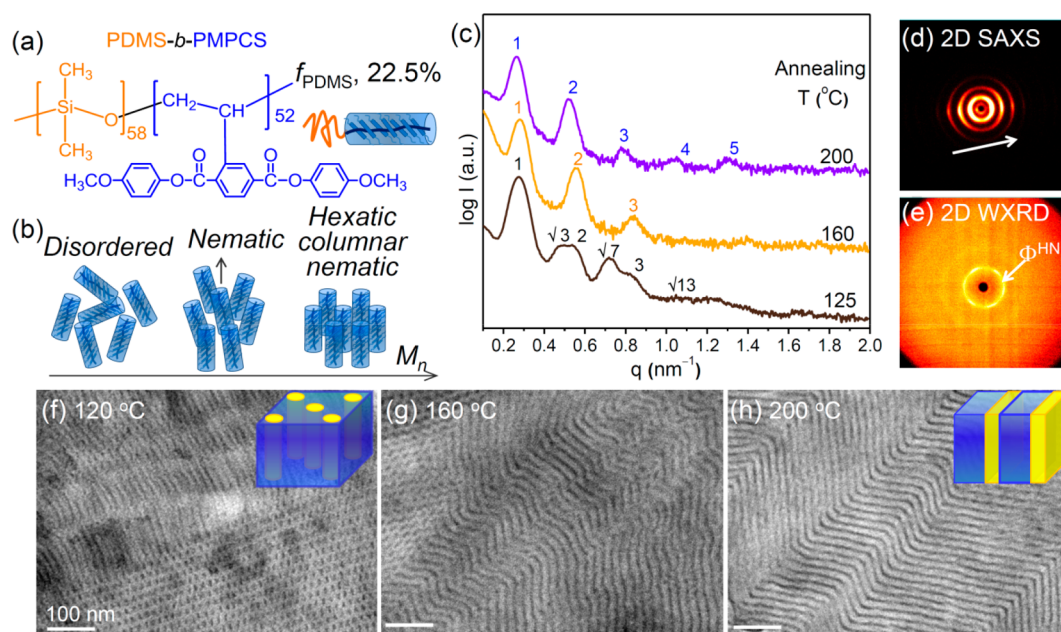 (a)
PDMS-b-PMPCS
CH₃
Si
CH₃
O
58
CH₂
CH
52
f_PDMS, 22.5%
CH₃O
O
O
O
O
OCH₃
(b)
Disordered
Nematic
Hexatic
columnar
nematic
Mₙ
(c)
log I (a.u.)
Annealing
T (°C)
1
2
3
4
5
200
1
2
3
160
1
√3
2
√7
3
√13
125
0.2 0.4 0.6 0.8 1.0 1.2 1.4 1.6 1.8 2.0
q (nm⁻¹)
(d) 2D SAXS
(e) 2D WXRD
Φᴴᴺ
(f) 120 °C
100 nm
(g) 160 °C
(h) 200 °C